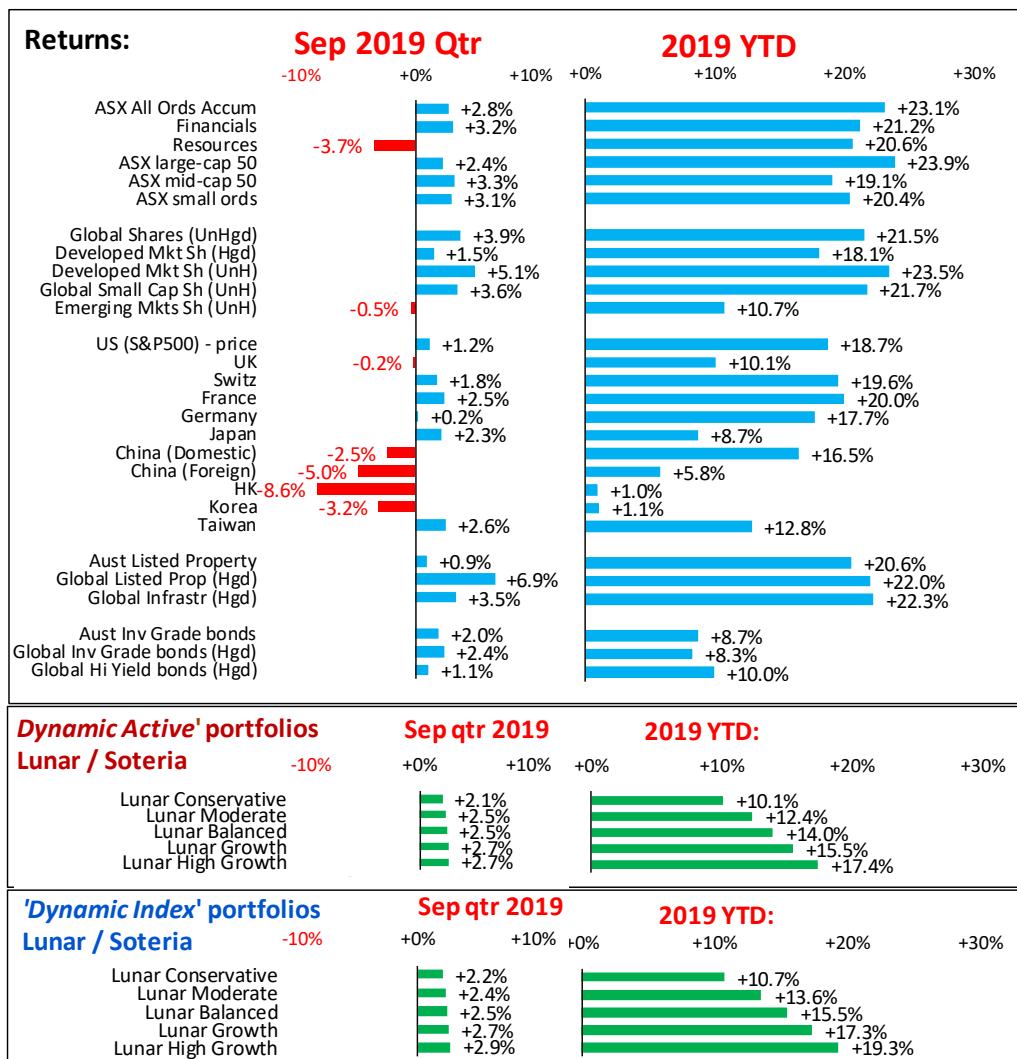 Returns: Sep 2019 Qtr 2019 YTD
-10% +0% +10% +0% +10% +20% +30%
ASX All Ords Accum +2.8% +23.1%
Financials +3.2% +21.2%
Resources -3.7% +20.6%
ASX large-cap 50 +2.4% +23.9%
ASX mid-cap 50 +3.3% +19.1%
ASX small ords +3.1% +20.4%
Global Shares (UnHgd) +3.9% +21.5%
Developed Mkt Sh (Hgd) +1.5% +18.1%
Developed Mkt Sh (UnH) +5.1% +23.5%
Global Small Cap Sh (UnH) +3.6% +21.7%
Emerging Mkts Sh (UnH) -0.5% +10.7%
US (S&P500) - price +1.2% +18.7%
UK -0.2% +10.1%
Switz +1.8% +19.6%
France +2.5% +20.0%
Germany +0.2% +17.7%
Japan +2.3% +8.7%
China (Domestic) -2.5% +16.5%
China (Foreign) -5.0% +5.8%
HK -8.6% +1.0%
Korea -3.2% +1.1%
Taiwan +2.6% +12.8%
Aust Listed Property +0.9% +20.6%
Global Listed Prop (Hgd) +6.9% +22.0%
Global Infrastr (Hgd) +3.5% +22.3%
Aust Inv Grade bonds +2.0% +8.7%
Global Inv Grade bonds (Hgd) +2.4% +8.3%
Global Hi Yield bonds (Hgd) +1.1% +10.0%
Dynamic Active' portfolios Sep qtr 2019 2019 YTD:
Lunar / Soteria -10% +0% +10% +0% +10% +20% +30%
Lunar Conservative +2.1% +10.1%
Lunar Moderate +2.5% +12.4%
Lunar Balanced +2.5% +14.0%
Lunar Growth +2.7% +15.5%
Lunar High Growth +2.7% +17.4%
'Dynamic Index' portfolios Sep qtr 2019 2019 YTD:
Lunar / Soteria -10% +0% +10% +0% +10% +20% +30%
Lunar Conservative +2.2% +10.7%
Lunar Moderate +2.4% +13.6%
Lunar Balanced +2.5% +15.5%
Lunar Growth +2.7% +17.3%
Lunar High Growth +2.9% +19.3%